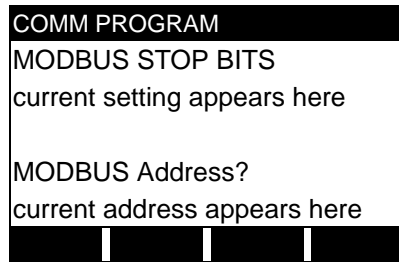 COMM PROGRAM
MODBUS STOP BITS
current setting appears here
MODBUS Address?
current address appears here